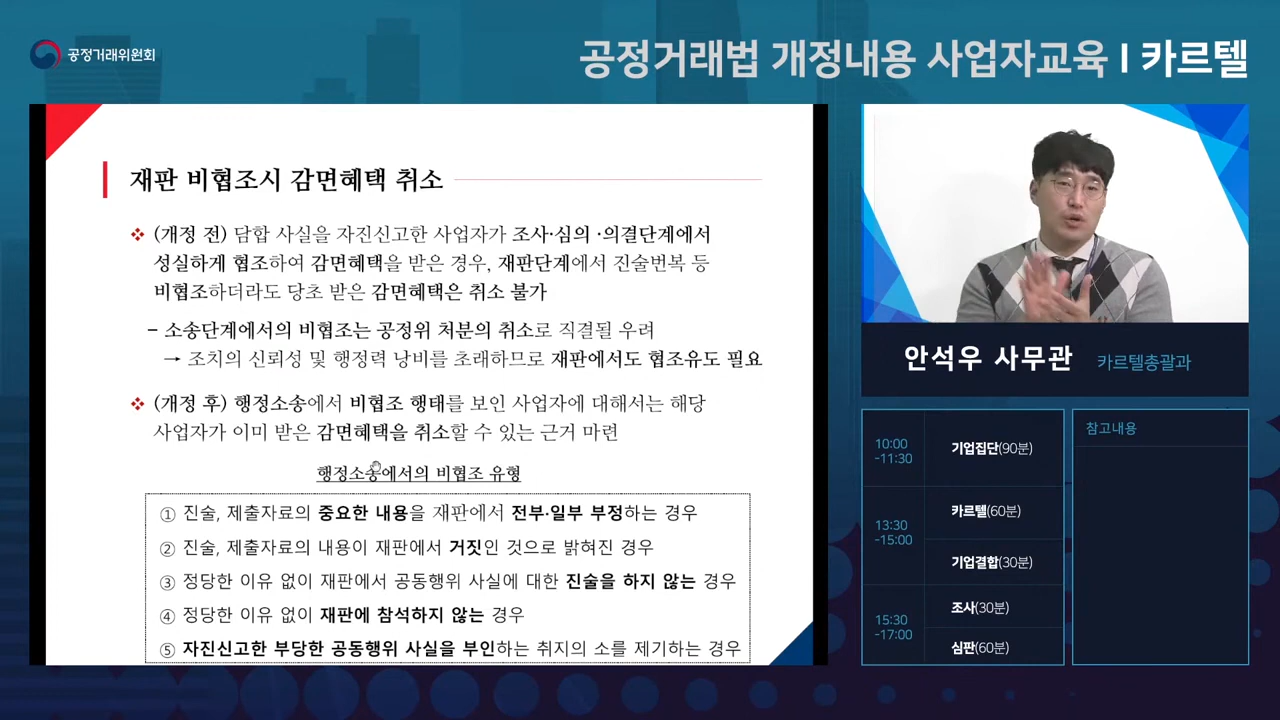 공정거래위원회
공정거래법 개정내용 사업자교육 I 카르텔
재판 비협조시 감면혜택 취소
❖ (개정 전) 담합 사실을 자진신고한 사업자가 조사·심의 ·의결단계에서
성실하게 협조하여 감면혜택을 받은 경우, 재판단계에서 진술번복 등
비협조하더라도 당초 받은 감면혜택은 취소 불가
− 소송단계에서의 비협조는 공정위 처분의 취소로 직결될 우려
→ 조치의 신뢰성 및 행정력 낭비를 초래하므로 재판에서도 협조유도 필요
❖ (개정 후) 행정소송에서 비협조 행태를 보인 사업자에 대해서는 해당
사업자가 이미 받은 감면혜택을 취소할 수 있는 근거 마련
행정소송에서의 비협조 유형
① 진술, 제출자료의 중요한 내용을 재판에서 전부·일부 부정하는 경우
② 진술, 제출자료의 내용이 재판에서 거짓인 것으로 밝혀진 경우
③ 정당한 이유 없이 재판에서 공동행위 사실에 대한 진술을 하지 않는 경우
④ 정당한 이유 없이 재판에 참석하지 않는 경우
⑤ 자진신고한 부당한 공동행위 사실을 부인하는 취지의 소를 제기하는 경우
안석우 사무관 카르텔총괄과
10:00
-11:30
기업집단(90분)
13:30
-15:00
카르텔(60분)
기업결합(30분)
15:30
-17:00
조사(30분)
심판(60분)
참고내용